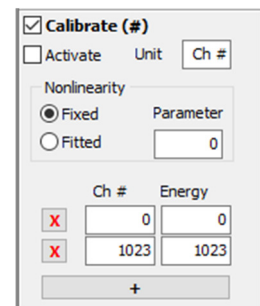 Calibrate (#)
Activate Unit Ch #
Nonlinearity
Fixed Parameter
Fitted 0
Ch # Energy
X 0 0
X 1023 1023
+